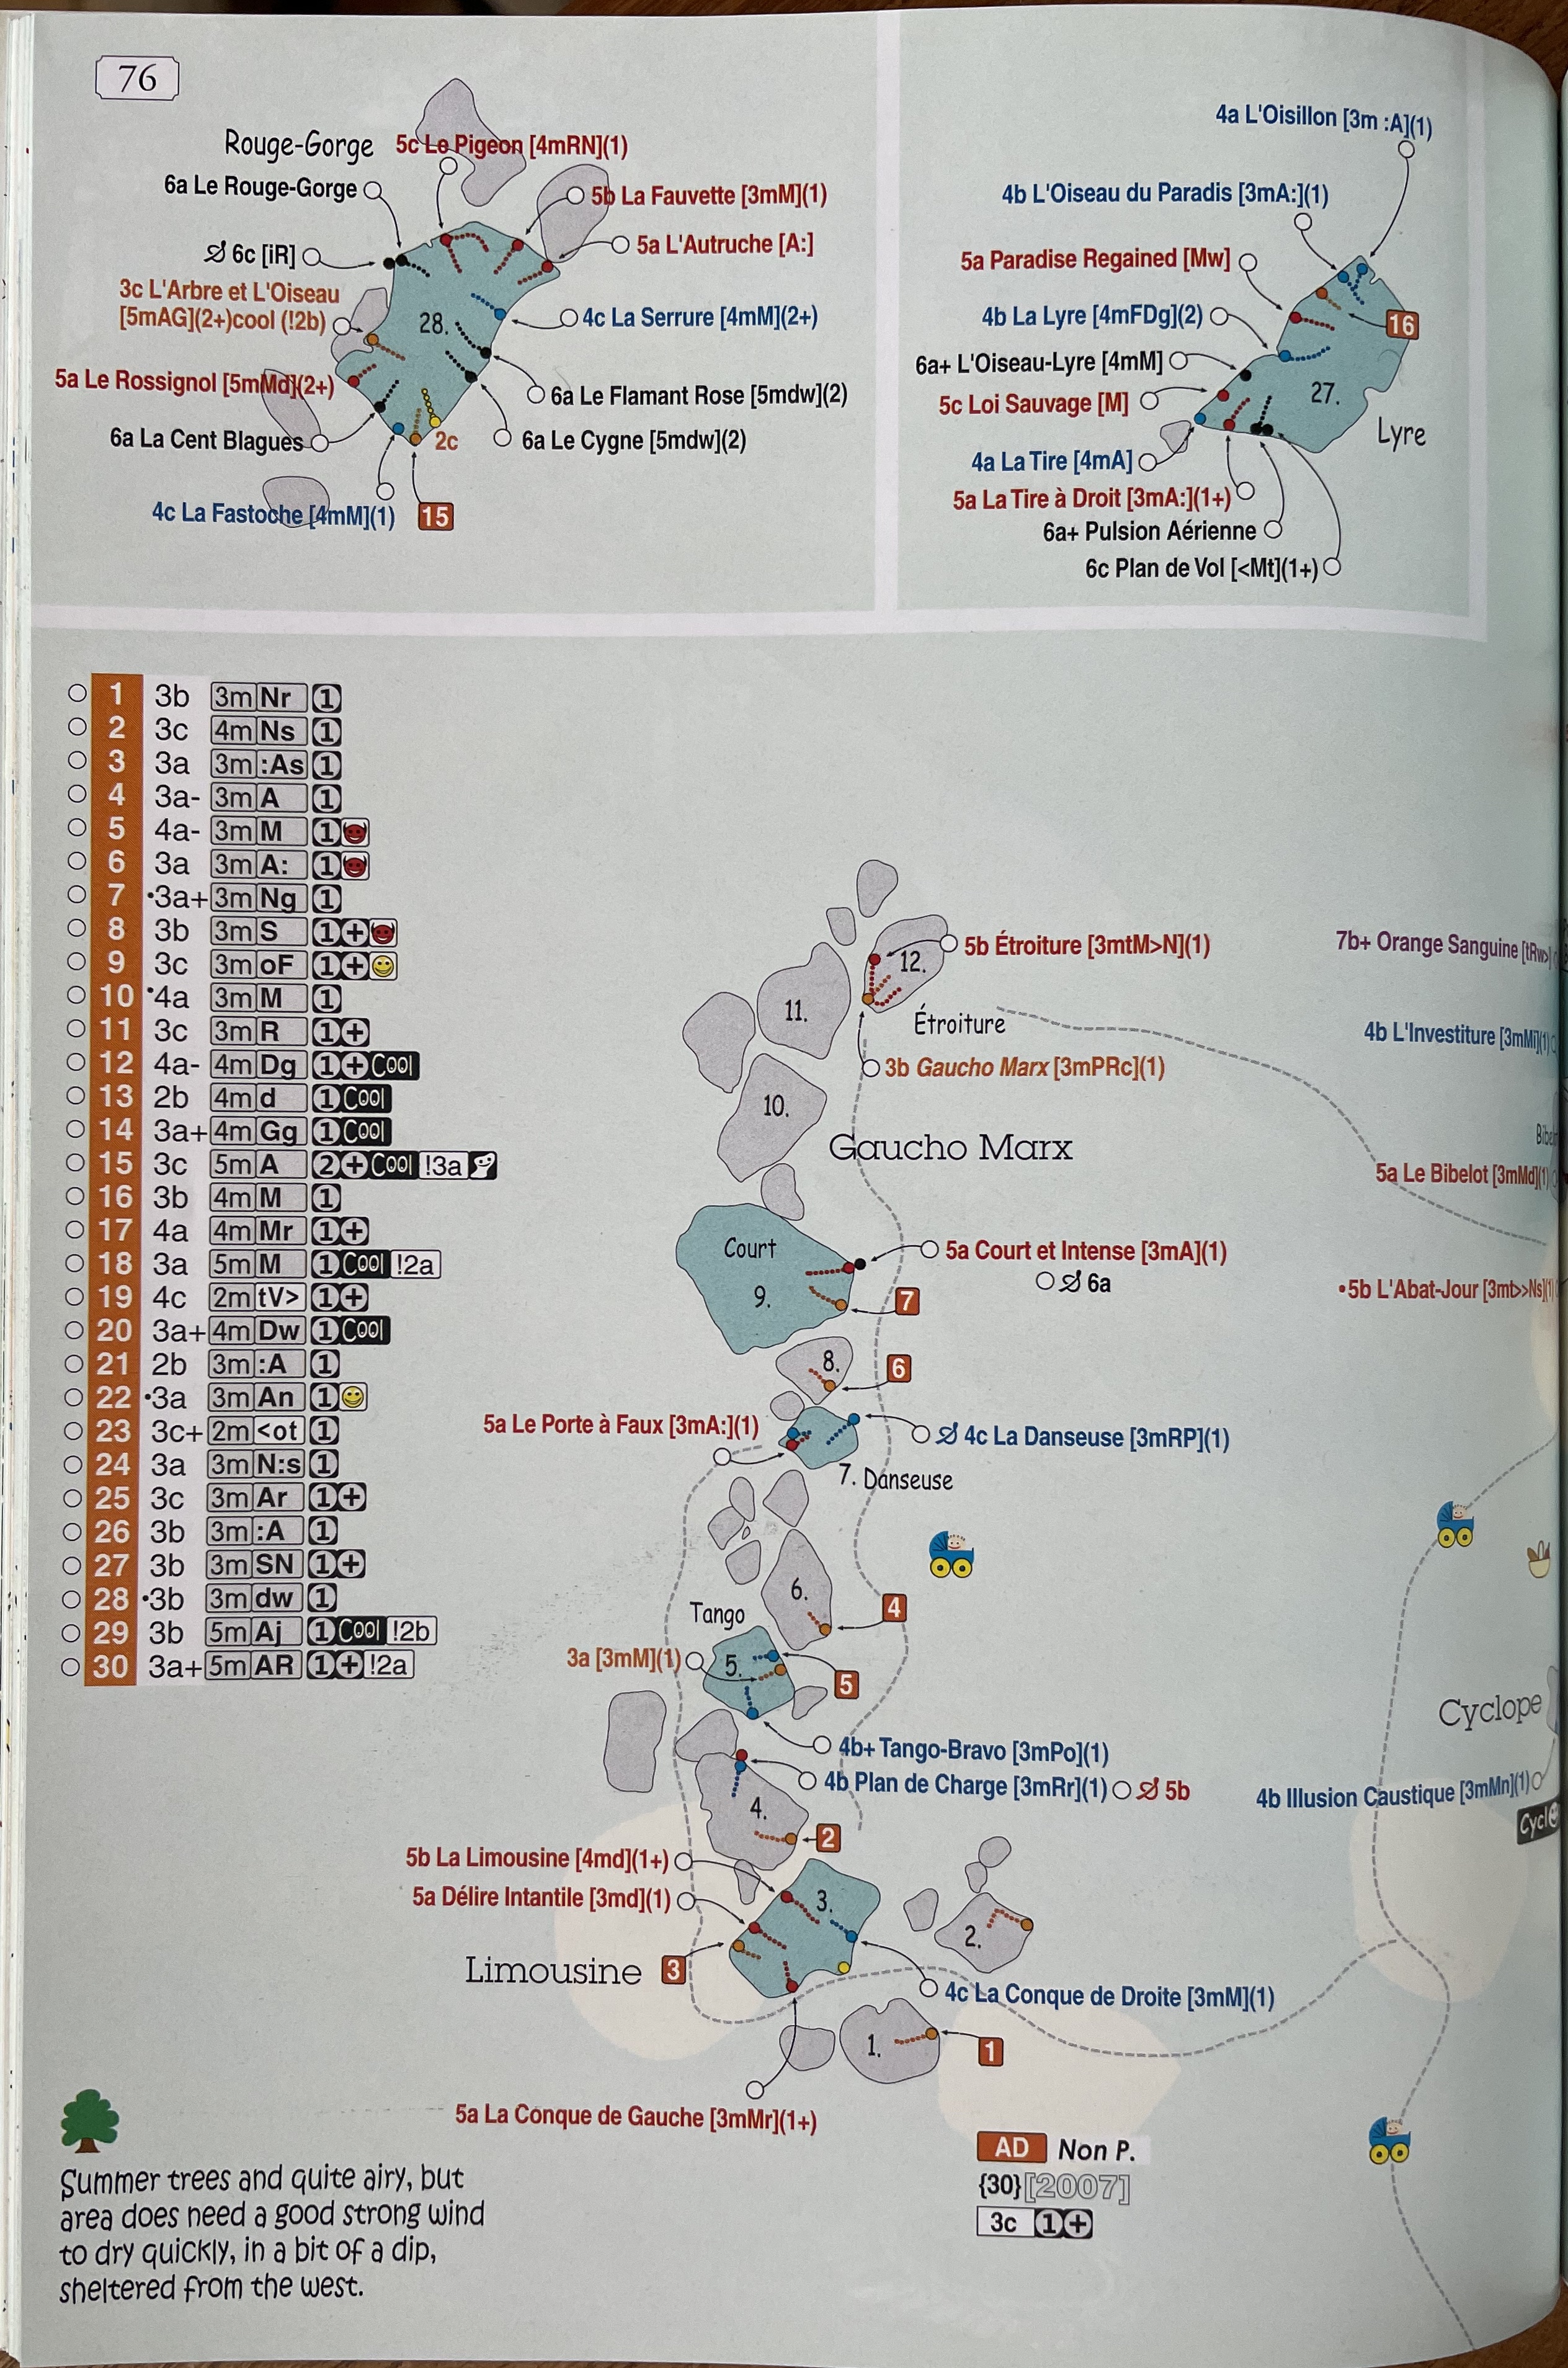 76
Rouge-Gorge
5c Le Pigeon [4mRN](1)
6a Le Rouge-Gorge
5b La Fauvette [3mM](1)
6c [iR]
5a L'Autruche [A:]
3c L'Arbre et L'Oiseau
[5mAG](2+)cool (!2b)
28.
4c La Serrure [4mM](2+)
5a Le Rossignol [5mMd](2+)
6a Le Flamant Rose [5mdw](2)
6a La Cent Blagues
2c
6a Le Cygne [5mdw](2)
4c La Fastoche [4mM](1)
15
4a L'Oisillon [3m :A](1)
4b L'Oiseau du Paradis [3mA:](1)
5a Paradise Regained [Mw]
4b La Lyre [4mFDg](2)
16
6a+ L'Oiseau-Lyre [4mM]
5c Loi Sauvage [M]
27.
Lyre
4a La Tire [4mA]
5a La Tire à Droit [3mA:](1+)
6a+ Pulsion Aérienne
6c Plan de Vol [<Mt](1+)
1 3b 3m Nr 1
2 3c 4m Ns 1
3 3a 3m :As 1
4 3a- 3m A 1
5 4a- 3m M 1
6 3a 3m A: 1
7 •3a+ 3m Ng 1
8 3b 3m S 1+
9 3c 3m oF 1+
10 •4a 3m M 1
11 3c 3m R 1+
12 4a- 4m Dg 1+ Cool
13 2b 4m d 1 Cool
14 3a+ 4m Gg 1 Cool
15 3c 5m A 2+ Cool !3a
16 3b 4m M 1
17 4a 4m Mr 1+
18 3a 5m M 1 Cool !2a
19 4c 2m tV> 1+
20 3a+ 4m Dw 1 Cool
21 2b 3m :A 1
22 •3a 3m An 1
23 3c+ 2m <ot 1
24 3a 3m N:s 1
25 3c 3m Ar 1+
26 3b 3m :A 1
27 3b 3m SN 1+
28 •3b 3m dw 1
29 3b 5m Aj 1 Cool !2b
30 3a+ 5m AR 1+ !2a
5b Étroiture [3mtM>N](1)
12.
11.
Étroiture
3b Gaucho Marx [3mPRc](1)
10.
Gaucho Marx
Court
5a Court et Intense [3mA](1)
6a
9.
7
8.
6
5a Le Porte à Faux [3mA:](1)
4c La Danseuse [3mRP](1)
7. Danseuse
6.
Tango
4
3a [3mM](1)
5.
5
4b+ Tango-Bravo [3mPo](1)
4b Plan de Charge [3mRr](1)
5b
4.
2
5b La Limousine [4md](1+)
5a Délire Intantile [3md](1)
3.
2.
Limousine
3
4c La Conque de Droite [3mM](1)
1.
1
5a La Conque de Gauche [3mMr](1+)
7b+ Orange Sanguine [tRw>]
4b L'Investiture [3mMi](1)
5a Le Bibelot [3mMd](1)
•5b L'Abat-Jour [3mt>>Ns](1)
Cyclope
4b Illusion Caustique [3mMn](1)
AD Non P.
{30}[2007]
3c 1+
Summer trees and quite airy, but
area does need a good strong wind
to dry quickly, in a bit of a dip,
sheltered from the west.